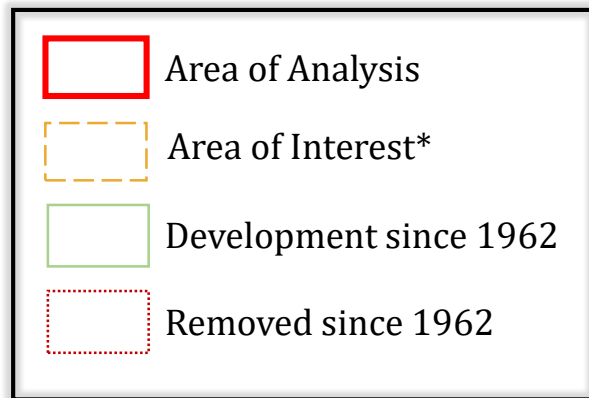 Area of Analysis
Area of Interest*
Development since 1962
Removed since 1962